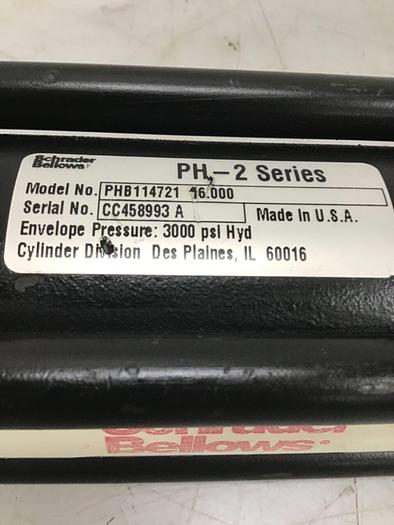 Schrader
Bellows
PH-2 Series
Model No. PHB114721 16.000
Serial No. CC458993 A Made in U.S.A.
Envelope Pressure: 3000 psi Hyd
Cylinder Division Des Plaines, IL 60016
Schrader
Bellows